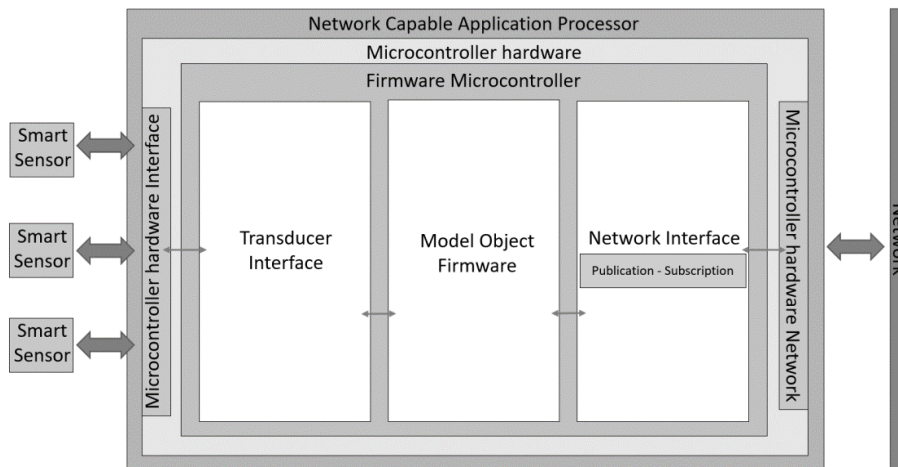 Network Capable Application Processor
Microcontroller hardware
Firmware Microcontroller
Smart
Sensor
Smart
Sensor
Smart
Sensor
Microcontroller hardware Interface
Transducer
Interface
Model Object
Firmware
Network Interface
Publication - Subscription
Microcontroller hardware Network
Network